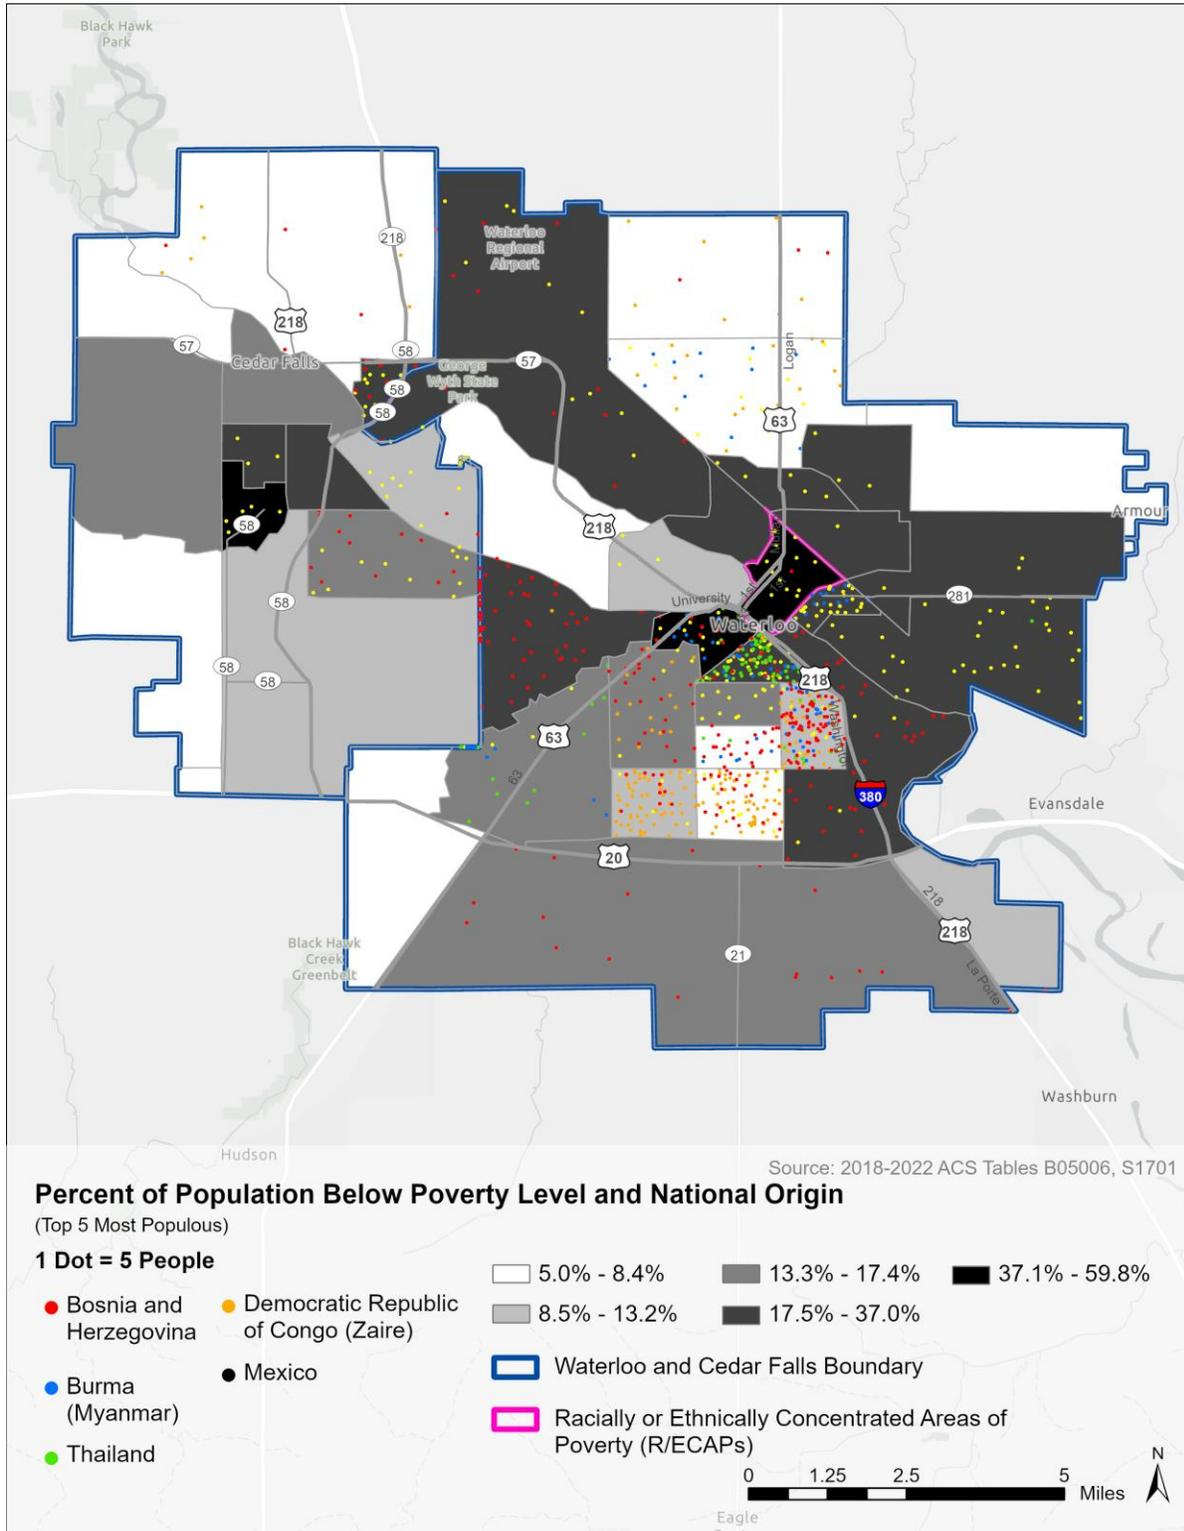 Black Hawk
Park
Waterloo
Regional
Airport
218
218
57
Cedar Falls
58
57
George
Wyth State
Park
58
58
Logan
63
218
Armour
58
Mullan
1st
1st
281
University
58
Waterloo
58
58
218
Washington
63
63
380
Evansdale
20
218
218
21
La Porte
Black Hawk
Creek
Greenbelt
Washburn
Hudson
Source: 2018-2022 ACS Tables B05006, S1701
Percent of Population Below Poverty Level and National Origin
(Top 5 Most Populous)
1 Dot = 5 People
Bosnia and
Herzegovina
Burma
(Myanmar)
Thailand
Democratic Republic
of Congo (Zaire)
Mexico
5.0% - 8.4%
8.5% - 13.2%
13.3% - 17.4%
17.5% - 37.0%
37.1% - 59.8%
Waterloo and Cedar Falls Boundary
Racially or Ethnically Concentrated Areas of
Poverty (R/ECAPs)
N
0 1.25 2.5 5
Miles
Eagle